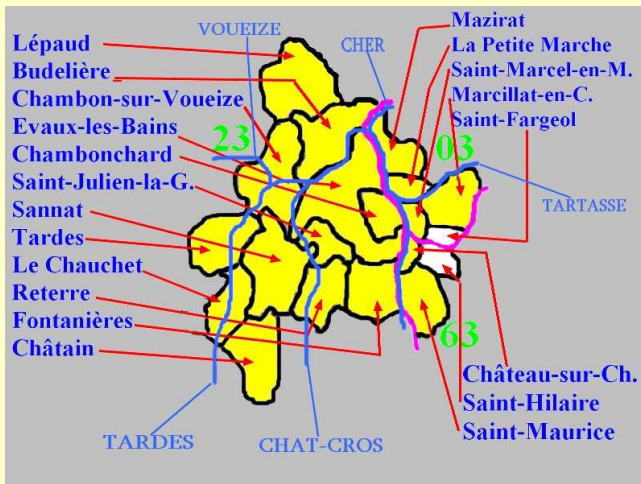 Lépaud
Budelière
Chambon-sur-Voueize
Evaux-les-Bains
Chambonchard
Saint-Julien-la-G.
Sannat
Tardes
Le Chauchet
Reterre
Fontanières
Châtain
VOUEIZE
CHER
23
03
63
TARDES
CHAT-CROS
TARTASSE
Mazirat
La Petite Marche
Saint-Marcel-en-M.
Marcillat-en-C.
Saint-Fargeol
Château-sur-Ch.
Saint-Hilaire
Saint-Maurice